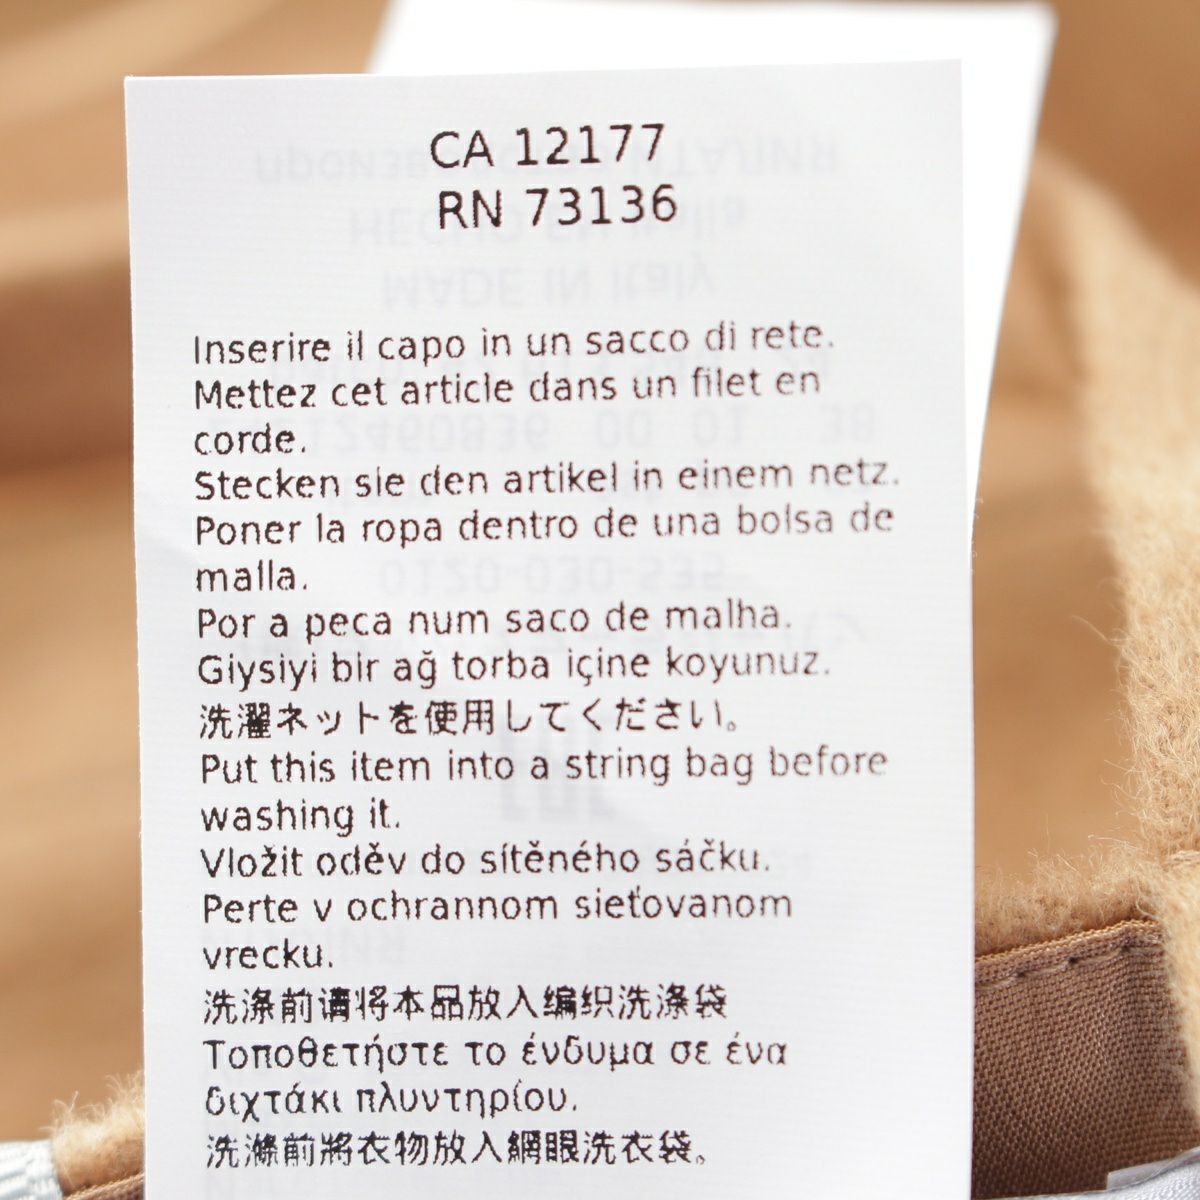 CA 12177
RN 73136
Inserire il capo in un sacco di rete.
Mettez cet article dans un filet en
corde.
Stecken sie den artikel in einem netz.
Poner la ropa dentro de una bolsa de
malla.
Por a peca num saco de malha.
Giysiyi bir ağ torba içine koyunuz.
洗濯ネットを使用してください。
Put this item into a string bag before
washing it.
Vložit oděv do sítěného sáčku.
Perte v ochrannom sieťovanom
vrecku.
洗涤前请将本品放入编织洗涤袋
Τοποθετήστε το ένδυμα σε ένα
διχτάκι πλυντηρίου.
洗滌前將衣物放入網眼洗衣袋。